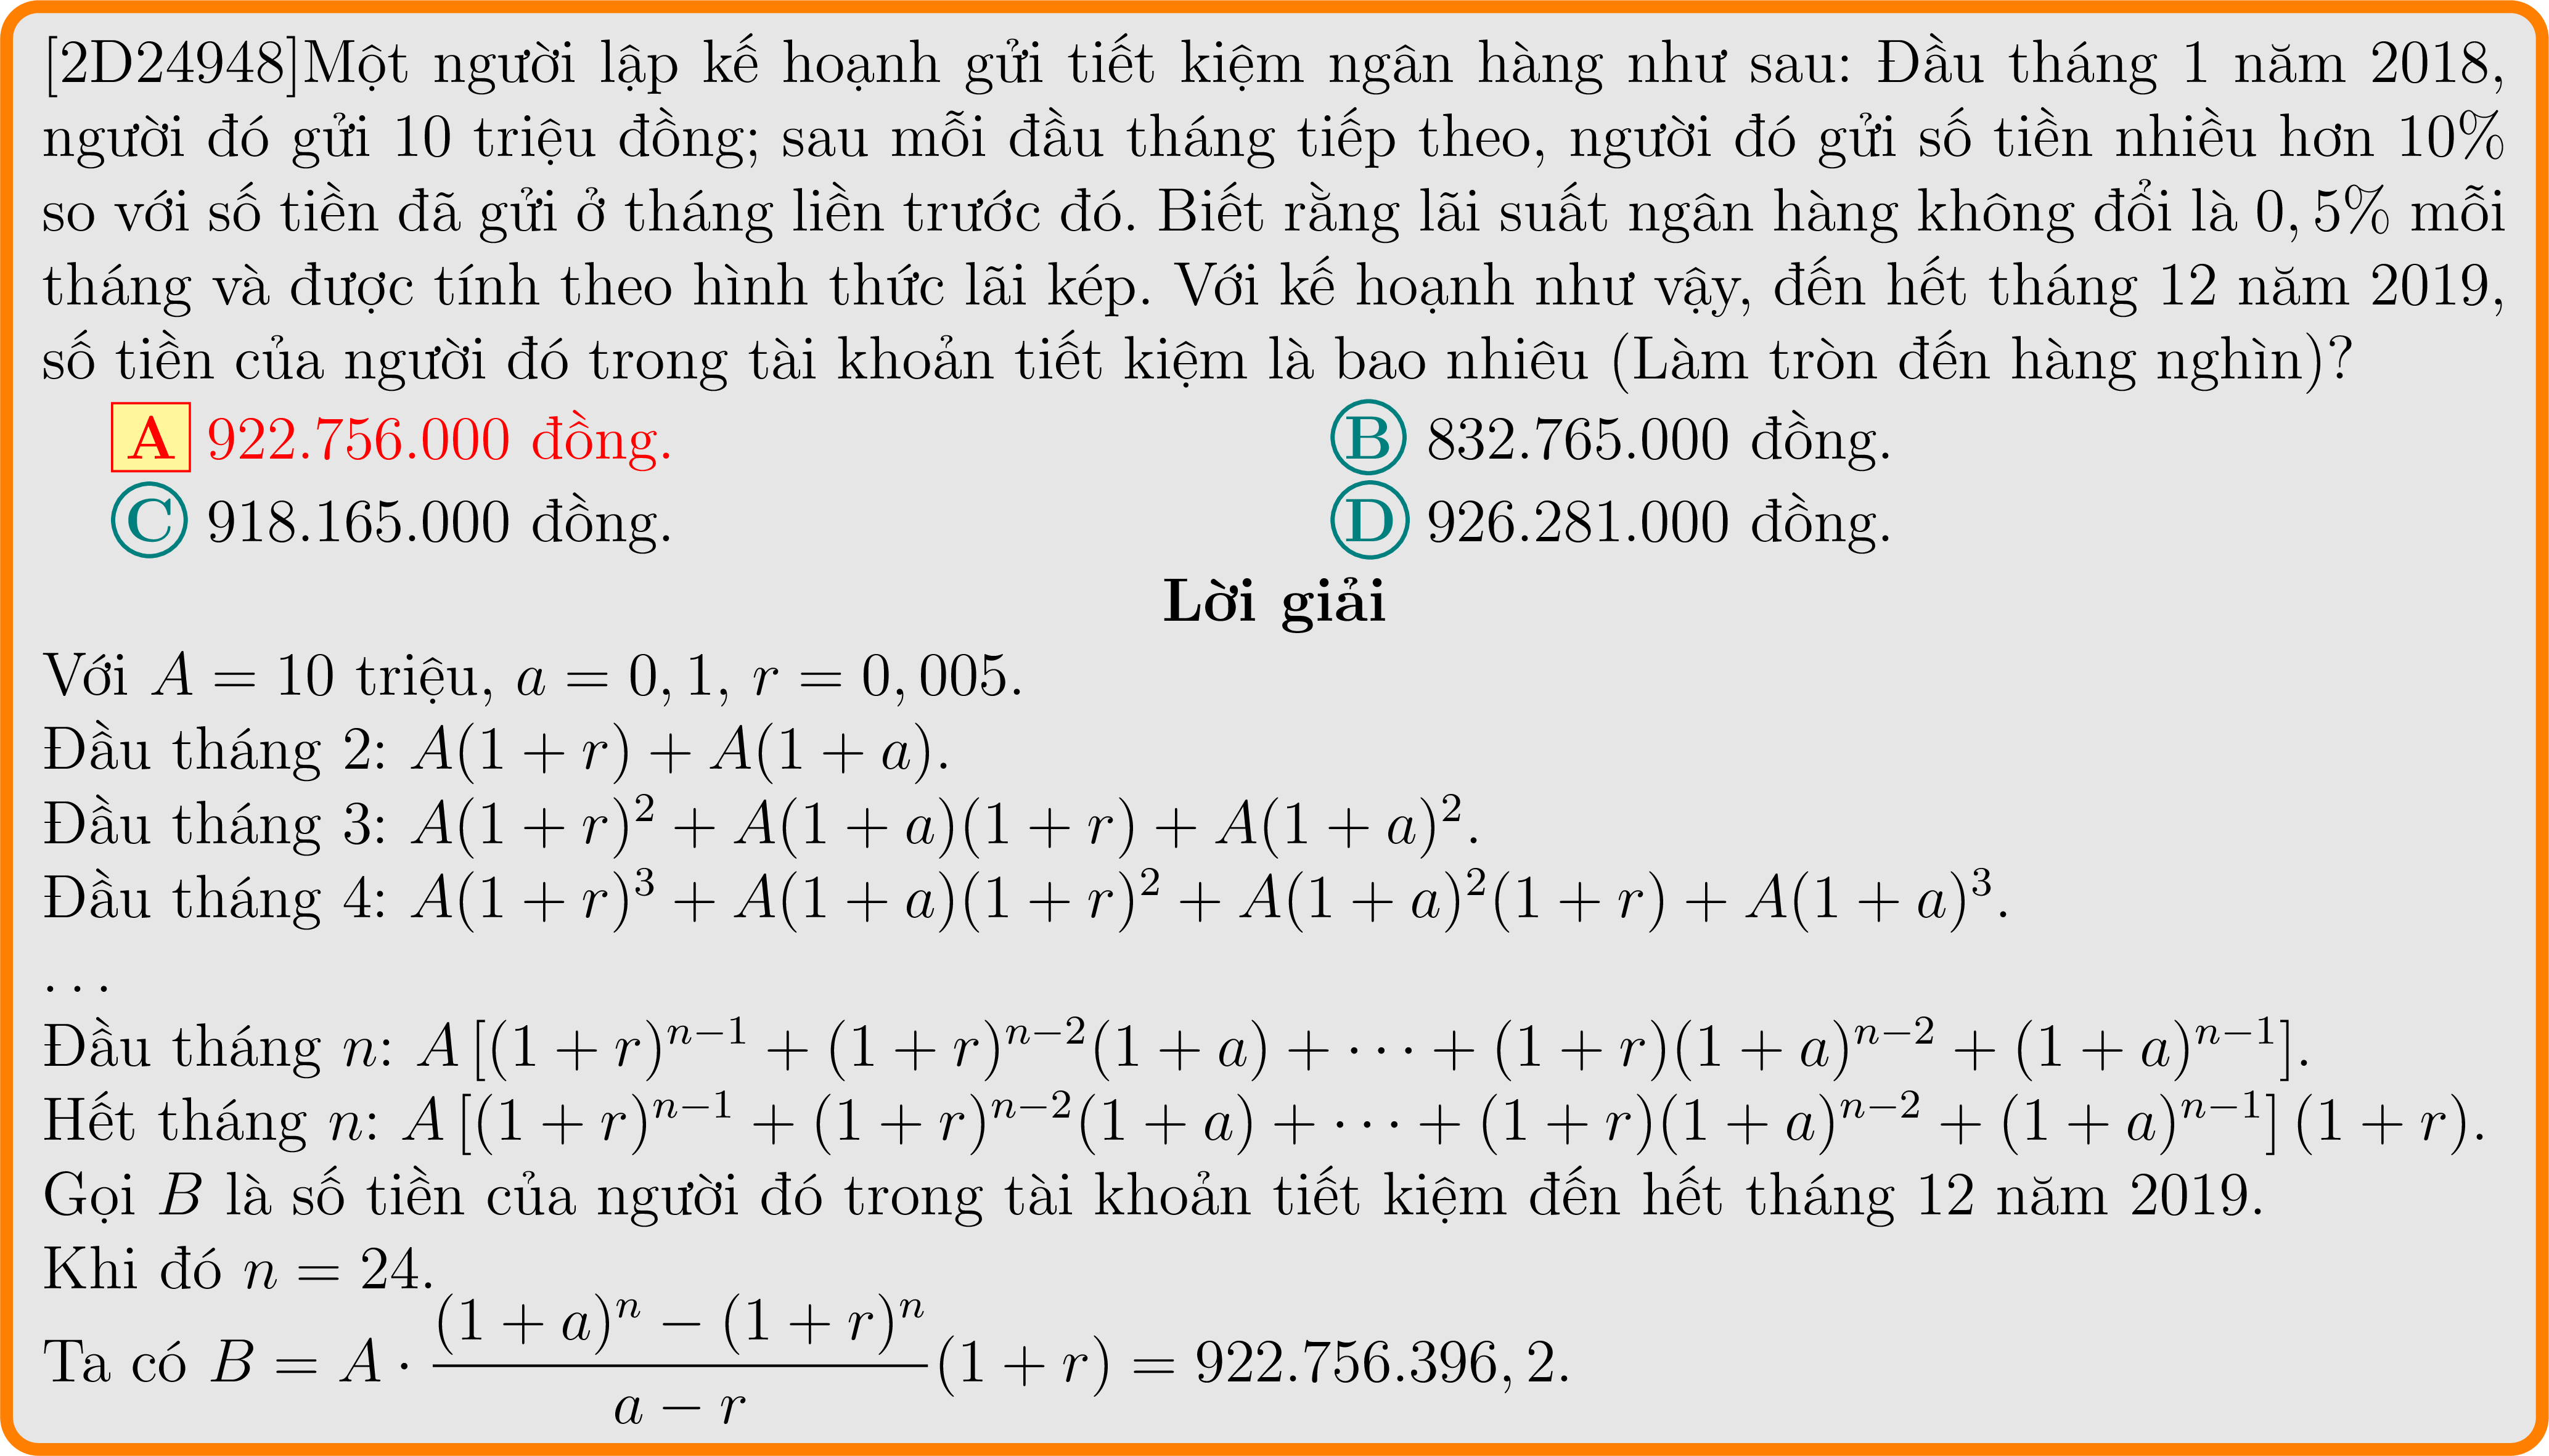 [2D24948]Một người lập kế hoạnh gửi tiết kiệm ngân hàng như sau: Đầu tháng 1 năm 2018,
người đó gửi 10 triệu đồng; sau mỗi đầu tháng tiếp theo, người đó gửi số tiền nhiều hơn 10%
so với số tiền đã gửi ở tháng liền trước đó. Biết rằng lãi suất ngân hàng không đổi là 0, 5% mỗi
tháng và được tính theo hình thức lãi kép. Với kế hoạnh như vậy, đến hết tháng 12 năm 2019,
số tiền của người đó trong tài khoản tiết kiệm là bao nhiêu (Làm tròn đến hàng nghìn)?
A 922.756.000 đồng. B 832.765.000 đồng.
C 918.165.000 đồng. D 926.281.000 đồng.
Lời giải
Với $A = 10$ triệu, $a = 0, 1$, $r = 0, 005$.
Đầu tháng 2: $A(1 + r) + A(1 + a)$.
Đầu tháng 3: $A(1 + r)^2 + A(1 + a)(1 + r) + A(1 + a)^2$.
Đầu tháng 4: $A(1 + r)^3 + A(1 + a)(1 + r)^2 + A(1 + a)^2(1 + r) + A(1 + a)^3$.
...
Đầu tháng $n$: $A\left[(1 + r)^{n-1} + (1 + r)^{n-2}(1 + a) + \cdots + (1 + r)(1 + a)^{n-2} + (1 + a)^{n-1}\right]$.
Hết tháng $n$: $A\left[(1 + r)^{n-1} + (1 + r)^{n-2}(1 + a) + \cdots + (1 + r)(1 + a)^{n-2} + (1 + a)^{n-1}\right](1 + r)$.
Gọi $B$ là số tiền của người đó trong tài khoản tiết kiệm đến hết tháng 12 năm 2019.
Khi đó $n = 24$.
Ta có $B = A \cdot \frac{(1 + a)^n - (1 + r)^n}{a - r}(1 + r) = 922.756.396, 2$.